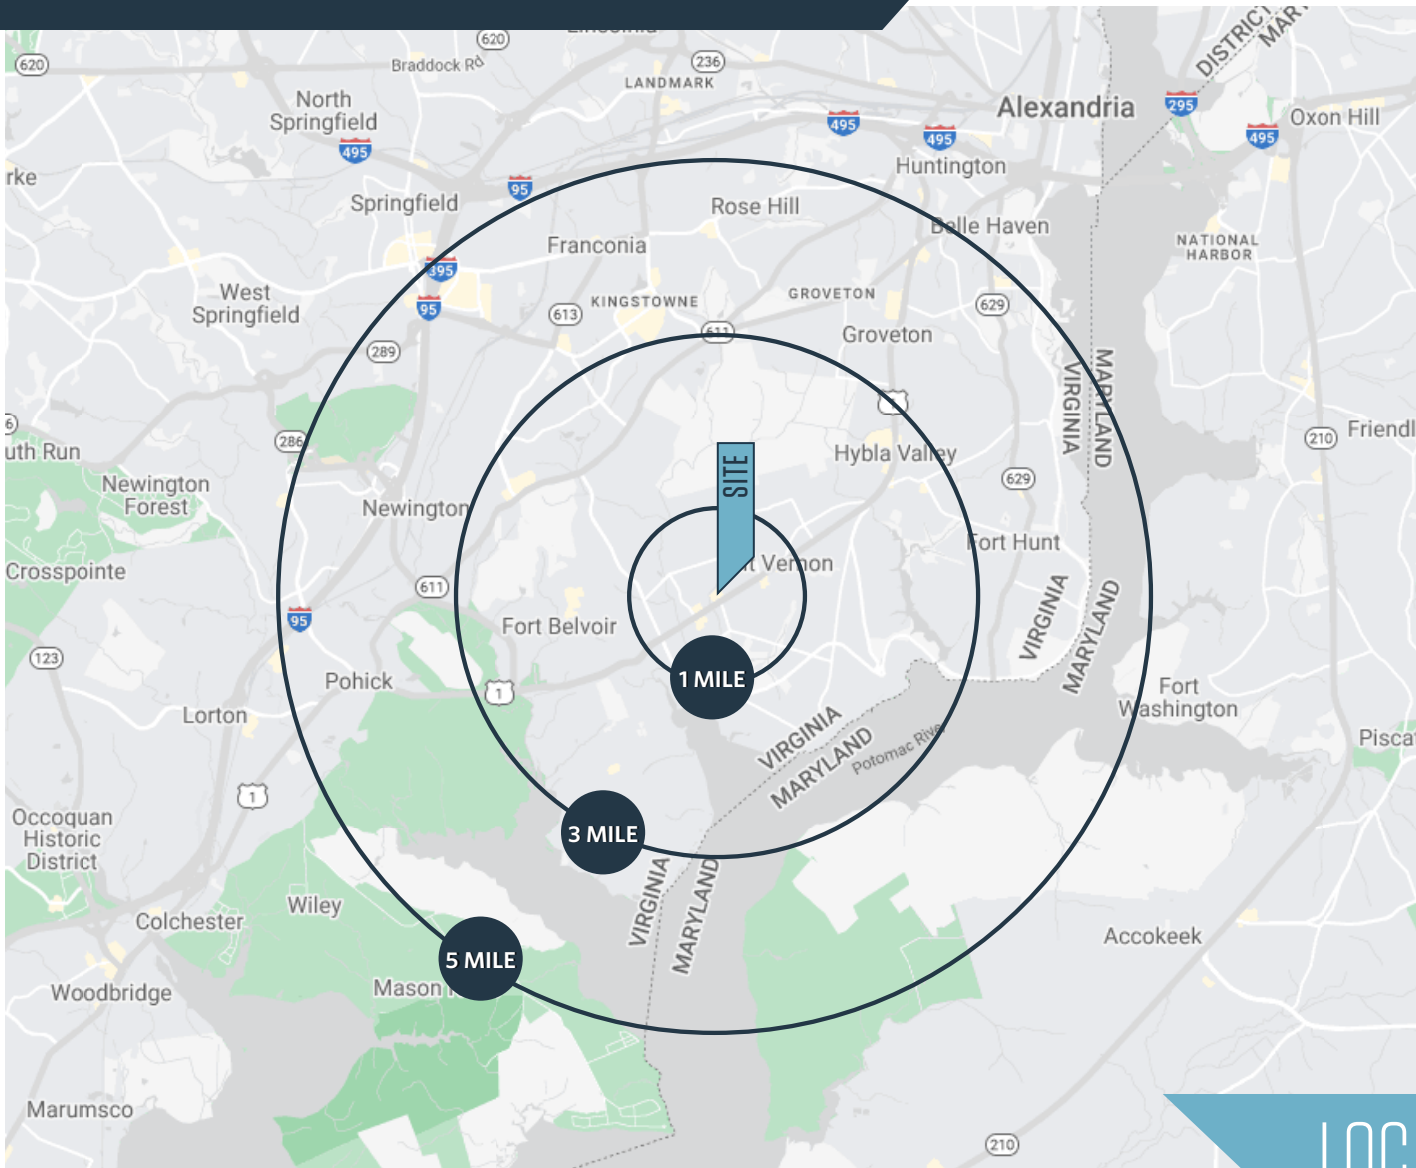 620
620
Braddock Rd
236
LANDMARK
DISTRICT
North
Springfield
495
495
495
Alexandria
295
495
Oxon Hill
Huntington
95
Springfield
Rose Hill
Belle Haven
NATIONAL
HARBOR
Franconia
395
95
West
Springfield
613
KINGSTOWNE
GROVETON
629
611
Groveton
289
VIRGINIA
MARYLAND
1
286
Hybla Valley
210
SITE
629
Newington
Forest
Newington
Crosspointe
Fort Hunt
611
95
Fort Belvoir
VIRGINIA
MARYLAND
123
Pohick
1
1 MILE
Lorton
Fort
Washington
VIRGINIA
MARYLAND
Potomac River
1
Occoquan
Historic
District
3 MILE
VIRGINIA
MARYLAND
Wiley
Colchester
Accokeek
5 MILE
Woodbridge
Mason
Marumsco
210